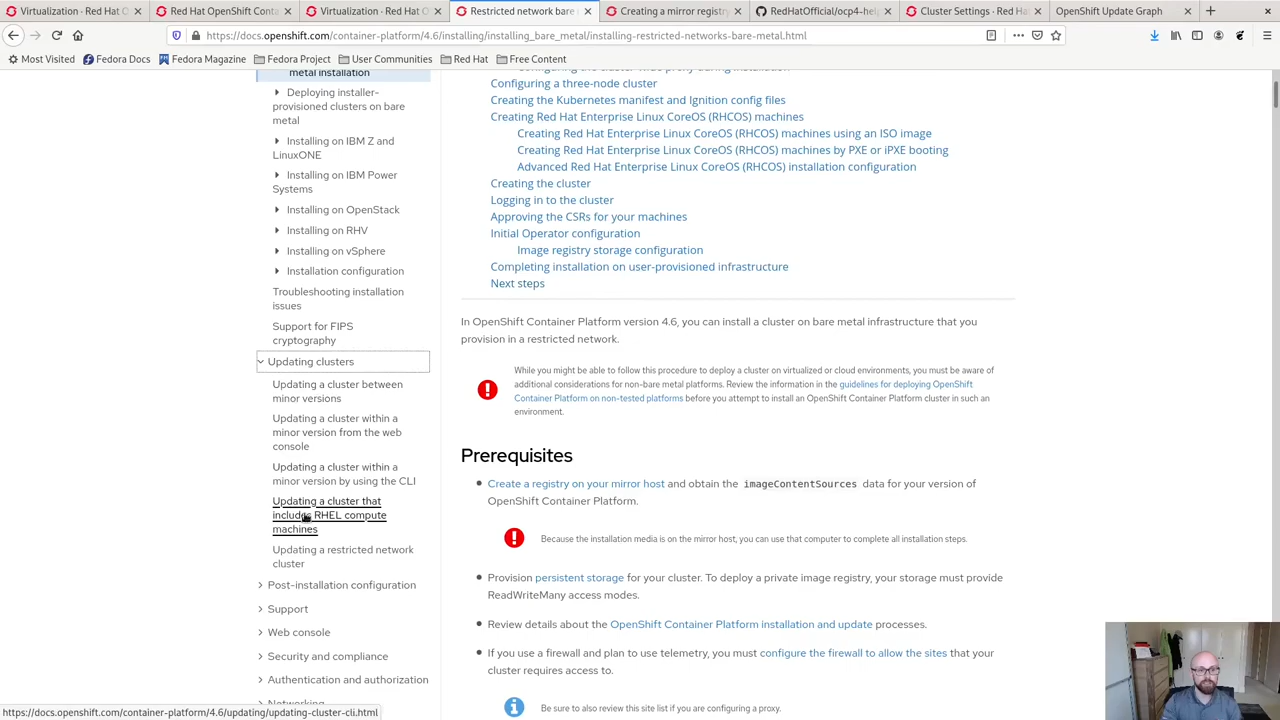 Virtualization - Red Hat O
Red Hat OpenShift Conta
Virtualization - Red Hat O
Restricted network bare
Creating a mirror registry
RedHatOfficial/ocp4-help
Cluster Settings · Red Ha
OpenShift Update Graph
https://docs.openshift.com/container-platform/4.6/installing/installing_bare_metal/installing-restricted-networks-bare-metal.html
Most Visited
Fedora Docs
Fedora Magazine
Fedora Project
User Communities
Red Hat
Free Content
metal installation
Deploying installer-
provisioned clusters on bare
metal
Installing on IBM Z and
LinuxONE
Installing on IBM Power
Systems
Installing on OpenStack
Installing on RHV
Installing on vSphere
Installation configuration
Troubleshooting installation
issues
Support for FIPS
cryptography
Updating clusters
Updating a cluster between
minor versions
Updating a cluster within a
minor version from the web
console
Updating a cluster within a
minor version by using the CLI
Updating a cluster that
includes RHEL compute
machines
Updating a restricted network
cluster
Post-installation configuration
Support
Web console
Security and compliance
Authentication and authorization
Networking
Configuring the cluster-wide proxy during installation
Configuring a three-node cluster
Creating the Kubernetes manifest and Ignition config files
Creating Red Hat Enterprise Linux CoreOS (RHCOS) machines
Creating Red Hat Enterprise Linux CoreOS (RHCOS) machines using an ISO image
Creating Red Hat Enterprise Linux CoreOS (RHCOS) machines by PXE or iPXE booting
Advanced Red Hat Enterprise Linux CoreOS (RHCOS) installation configuration
Creating the cluster
Logging in to the cluster
Approving the CSRs for your machines
Initial Operator configuration
Image registry storage configuration
Completing installation on user-provisioned infrastructure
Next steps
In OpenShift Container Platform version 4.6, you can install a cluster on bare metal infrastructure that you
provision in a restricted network.
While you might be able to follow this procedure to deploy a cluster on virtualized or cloud environments, you must be aware of
additional considerations for non-bare metal platforms. Review the information in the guidelines for deploying OpenShift
Container Platform on non-tested platforms before you attempt to install an OpenShift Container Platform cluster in such an
environment.
Prerequisites
Create a registry on your mirror host and obtain the imageContentSources data for your version of
OpenShift Container Platform.
Because the installation media is on the mirror host, you can use that computer to complete all installation steps.
Provision persistent storage for your cluster. To deploy a private image registry, your storage must provide
ReadWriteMany access modes.
Review details about the OpenShift Container Platform installation and update processes.
If you use a firewall and plan to use telemetry, you must configure the firewall to allow the sites that your
cluster requires access to.
Be sure to also review this site list if you are configuring a proxy.
https://docs.openshift.com/container-platform/4.6/updating/updating-cluster-cli.html